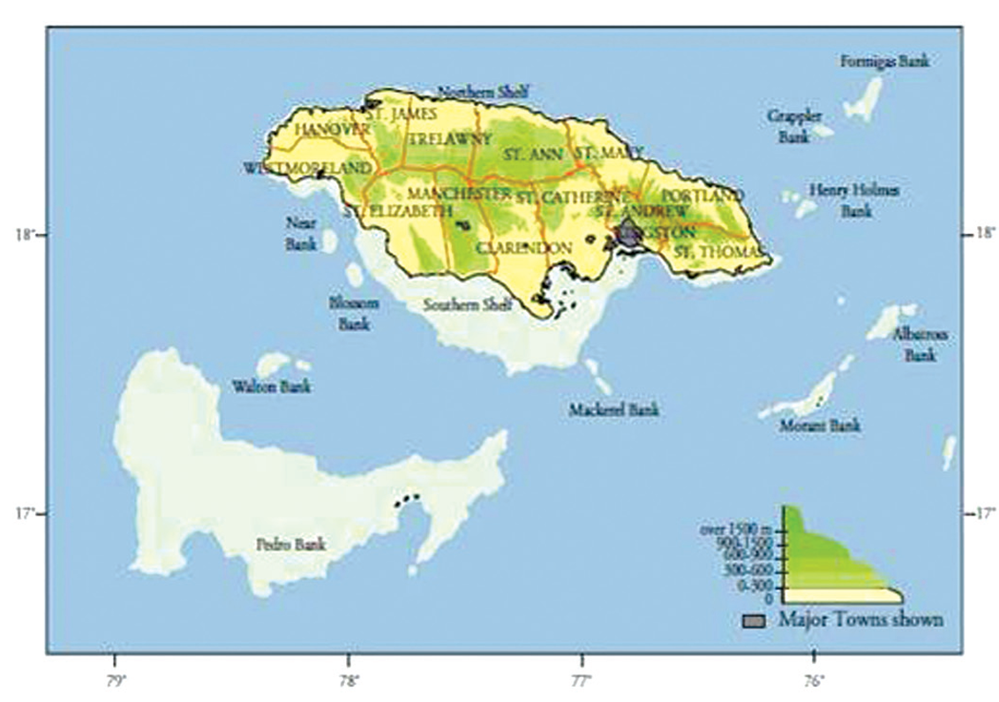 Formigas Bank
Northern Shelf
ST. JAMES
Grappler
Bank
HANOVER
TRELAWNY
ST. ANN
ST. MARY
WESTMORELAND
MANCHESTER
ST. CATHERINE
PORTLAND
Henry Holmes
Bank
ST. ELIZABETH
ST. ANDREW
Near
Bank
18°
18°
KINGSTON
CLARENDON
ST. THOMAS
Blossom
Bank
Southern Shelf
Albatross
Bank
Walton Bank
Mackerel Bank
Morant Bank
17°
17°
Pedro Bank
over 1500 m
900-1500
600-900
300-600
0-300
0
Major Towns shown
79°
78°
77°
76°